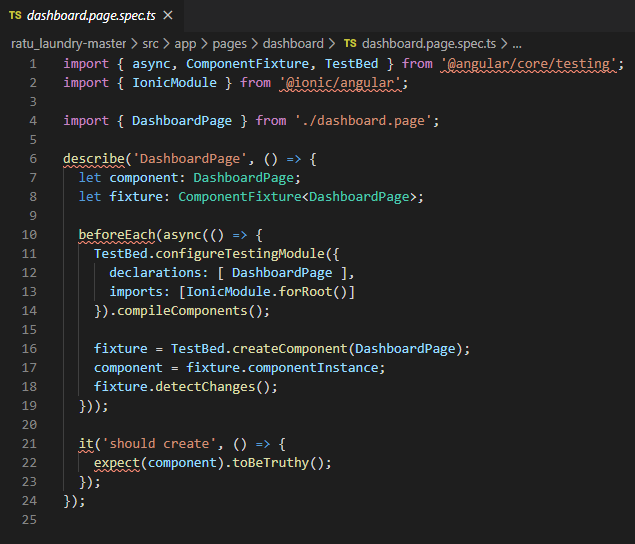 TS dashboard.page.spec.ts ×
ratu_laundry-master > src > app > pages > dashboard > TS dashboard.page.spec.ts > ...
1 import { async, ComponentFixture, TestBed } from '@angular/core/testing';
2 import { IonicModule } from '@ionic/angular';
3
4 import { DashboardPage } from './dashboard.page';
5
6 describe('DashboardPage', () => {
7   let component: DashboardPage;
8   let fixture: ComponentFixture<DashboardPage>;
9
10   beforeEach(async(() => {
11     TestBed.configureTestingModule({
12       declarations: [ DashboardPage ],
13       imports: [IonicModule.forRoot()]
14     }).compileComponents();
15
16     fixture = TestBed.createComponent(DashboardPage);
17     component = fixture.componentInstance;
18     fixture.detectChanges();
19   }));
20
21   it('should create', () => {
22     expect(component).toBeTruthy();
23   });
24 });
25